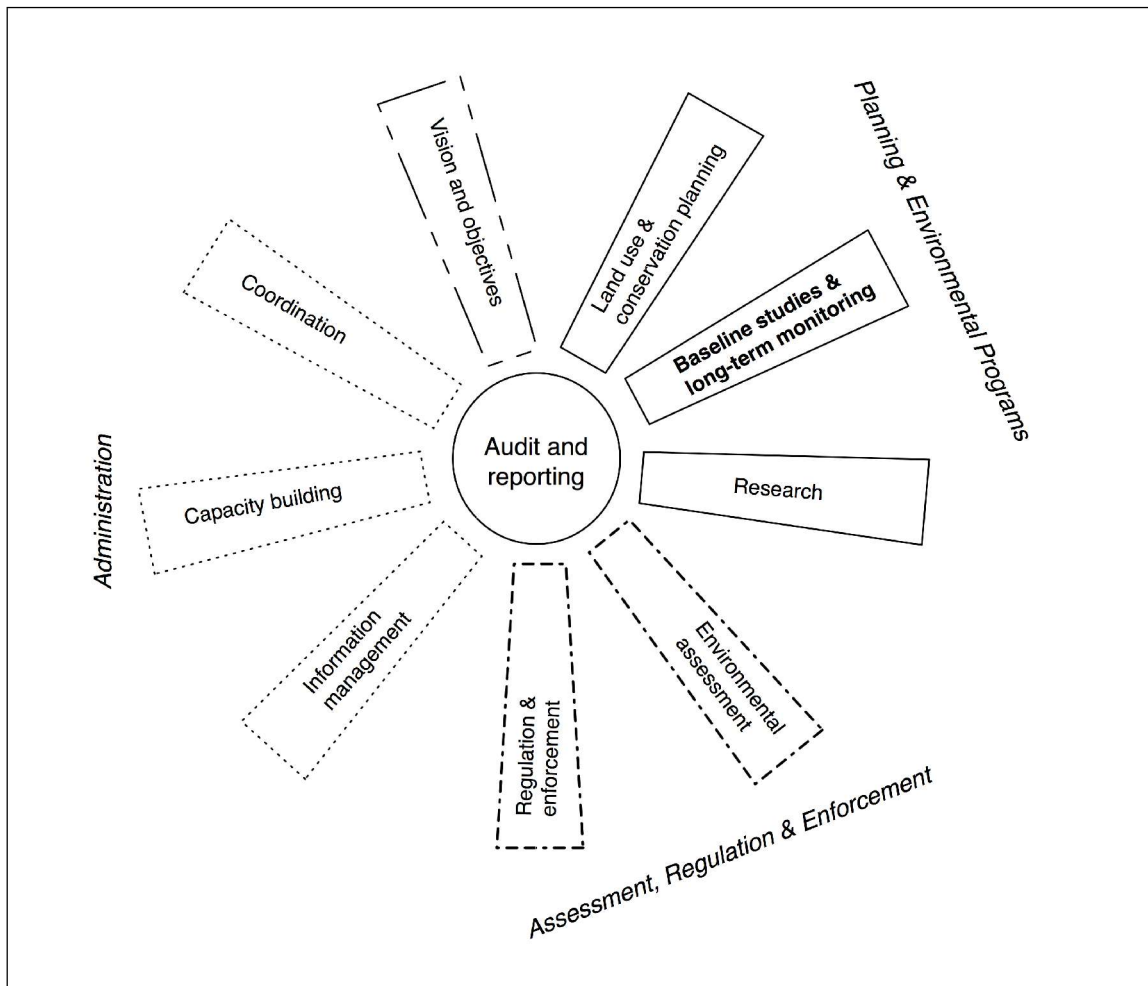 Vision and objectives
Land use &
conservation planning
Planning & Environmental Programs
Baseline studies &
long-term monitoring
Research
Environmental
assessment
Assessment, Regulation & Enforcement
Regulation &
enforcement
Information
management
Capacity building
Administration
Coordination
Audit and
reporting